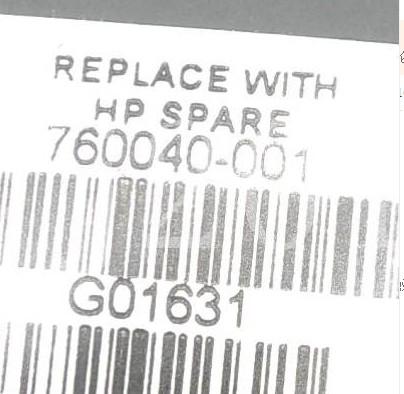 REPLACE WITH
HP SPARE
760040-001
G01631